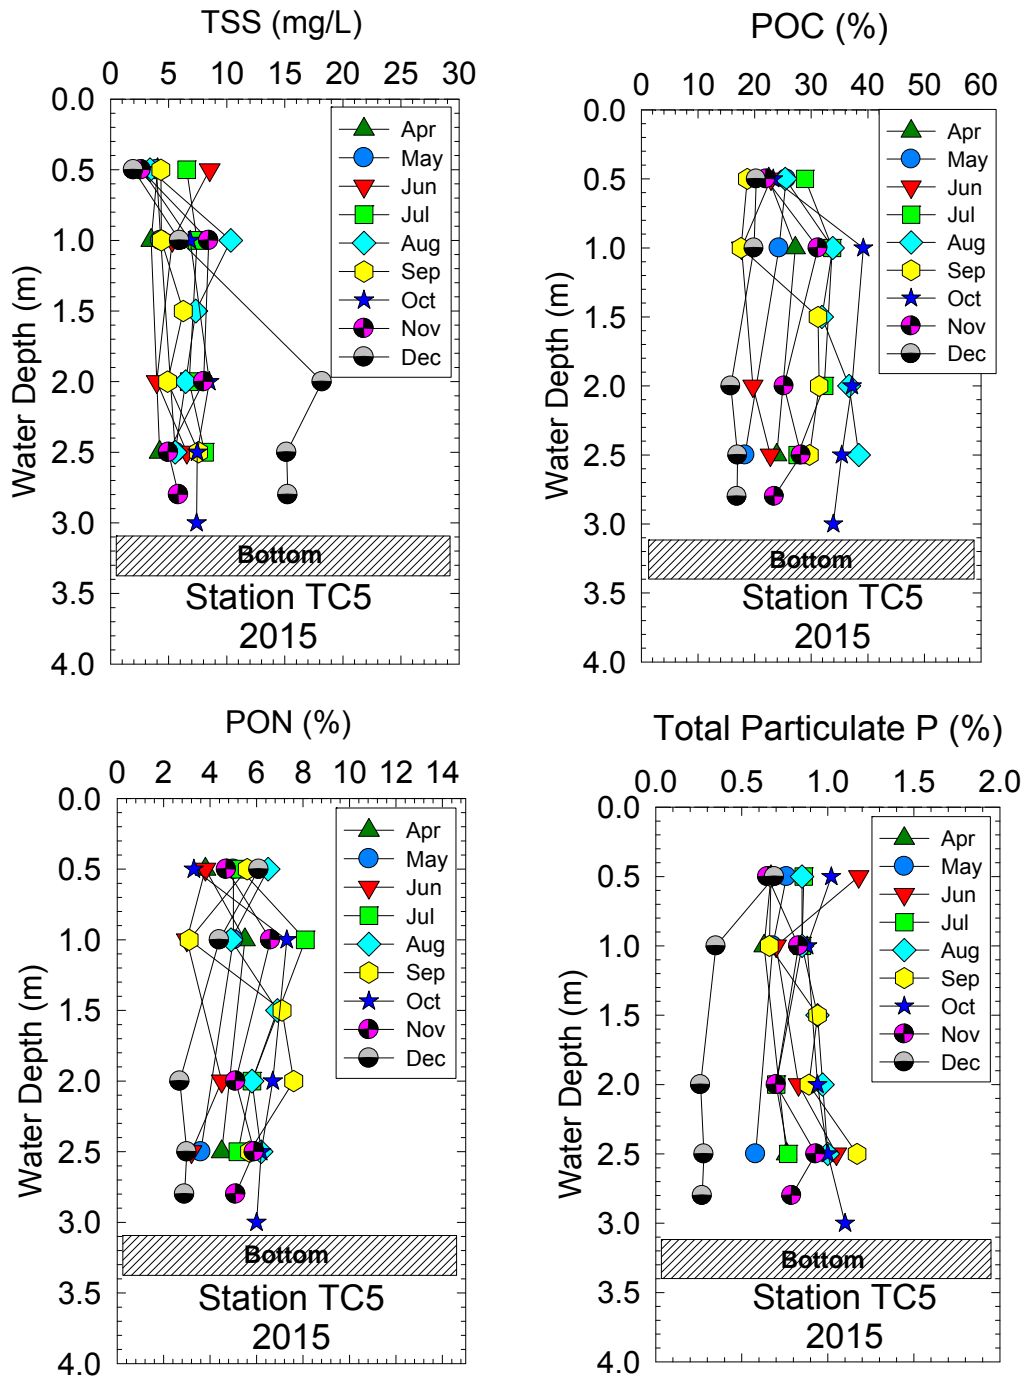 TSS (mg/L)
0 5 10 15 20 25 30
0.0
0.5
1.0
1.5
2.0
2.5
3.0
3.5
4.0
Water Depth (m)
Apr
May
Jun
Jul
Aug
Sep
Oct
Nov
Dec
Bottom
Station TC5
2015
POC (%)
0 10 20 30 40 50 60
0.0
0.5
1.0
1.5
2.0
2.5
3.0
3.5
4.0
Water Depth (m)
Apr
May
Jun
Jul
Aug
Sep
Oct
Nov
Dec
Bottom
Station TC5
2015
PON (%)
0 2 4 6 8 10 12 14
0.0
0.5
1.0
1.5
2.0
2.5
3.0
3.5
4.0
Water Depth (m)
Apr
May
Jun
Jul
Aug
Sep
Oct
Nov
Dec
Bottom
Station TC5
2015
Total Particulate P (%)
0.0 0.5 1.0 1.5 2.0
0.0
0.5
1.0
1.5
2.0
2.5
3.0
3.5
4.0
Water Depth (m)
Apr
May
Jun
Jul
Aug
Sep
Oct
Nov
Dec
Bottom
Station TC5
2015